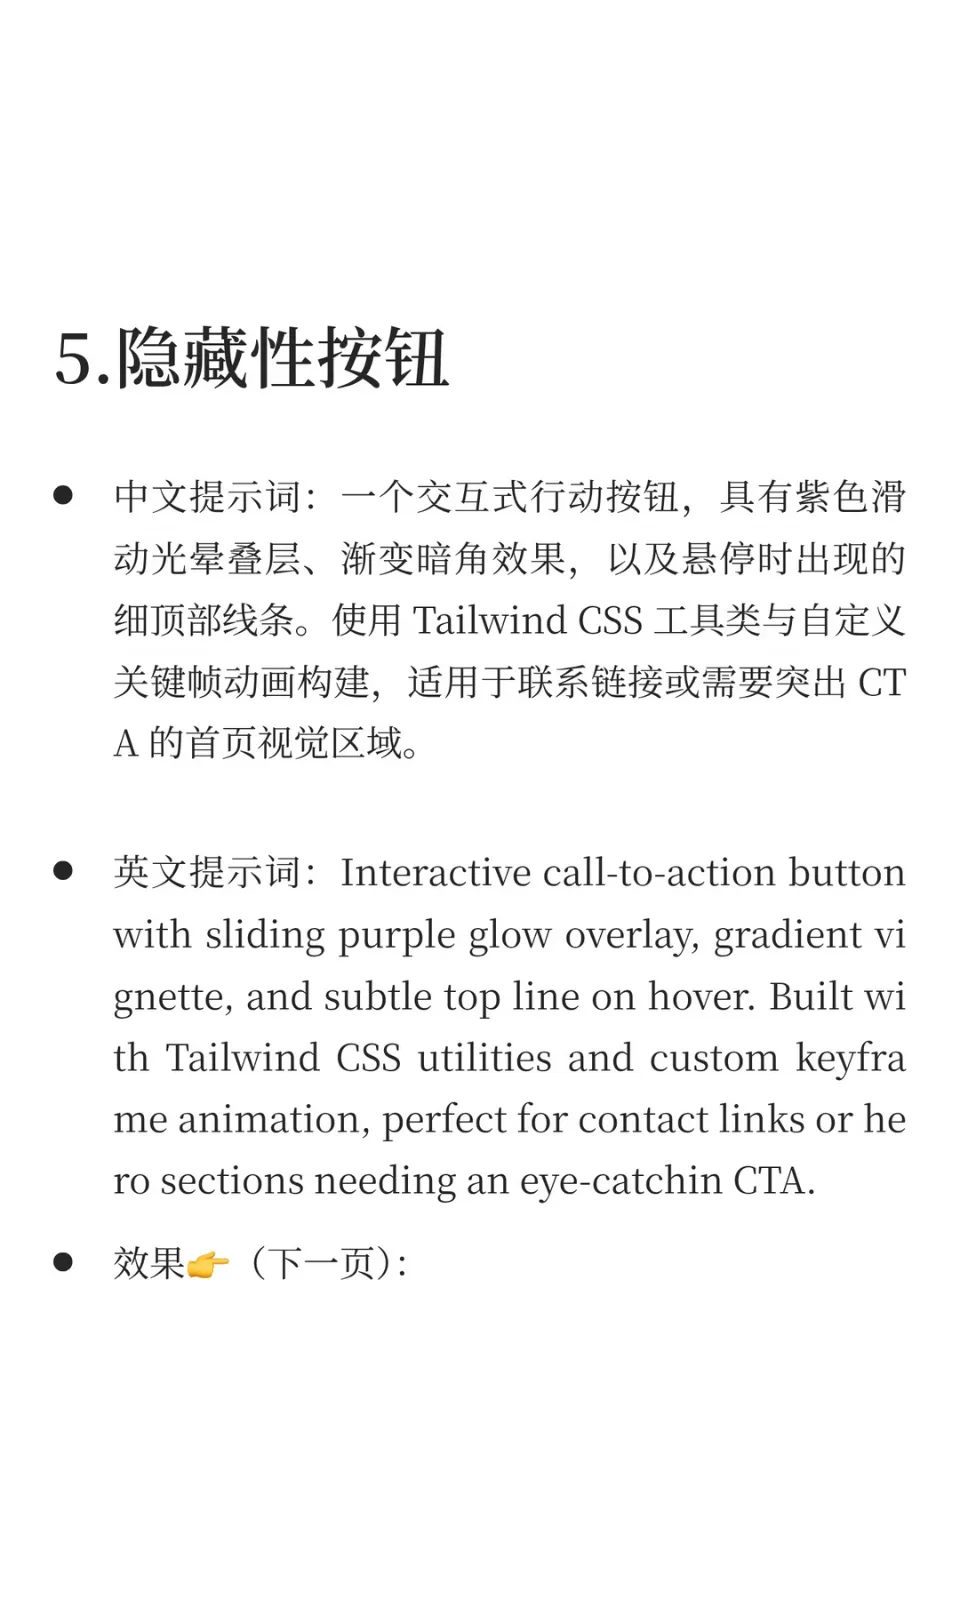 5.隐藏性按钮
● 中文提示词：一个交互式行动按钮，具有紫色滑
动光晕叠层、渐变暗角效果，以及悬停时出现的
细顶部线条。使用 Tailwind CSS 工具类与自定义
关键帧动画构建，适用于联系链接或需要突出 CT
A 的首页视觉区域。
● 英文提示词：Interactive call-to-action button
with sliding purple glow overlay, gradient vi
gnette, and subtle top line on hover. Built wi
th Tailwind CSS utilities and custom keyfra
me animation, perfect for contact links or he
ro sections needing an eye-catchin CTA.
● 效果👉（下一页）：